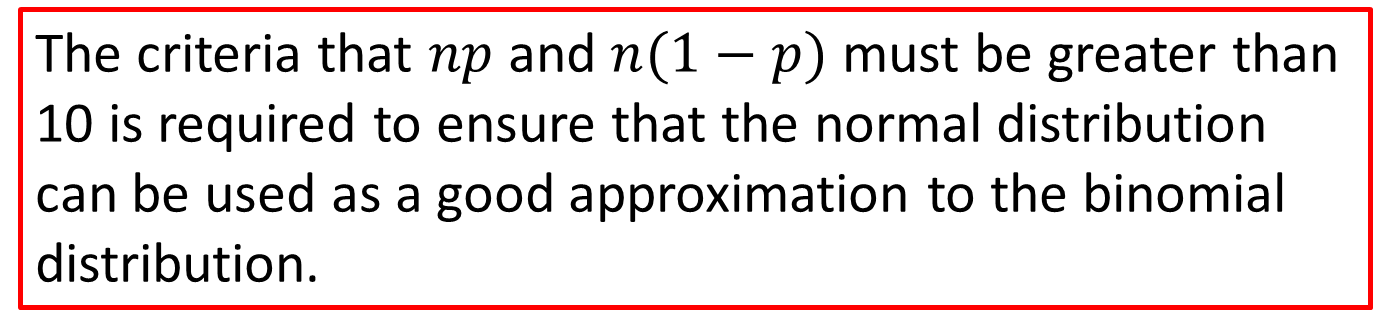 The criteria that 𝑛𝑝 and 𝑛(1 − 𝑝) must be greater than
10 is required to ensure that the normal distribution
can be used as a good approximation to the binomial
distribution.